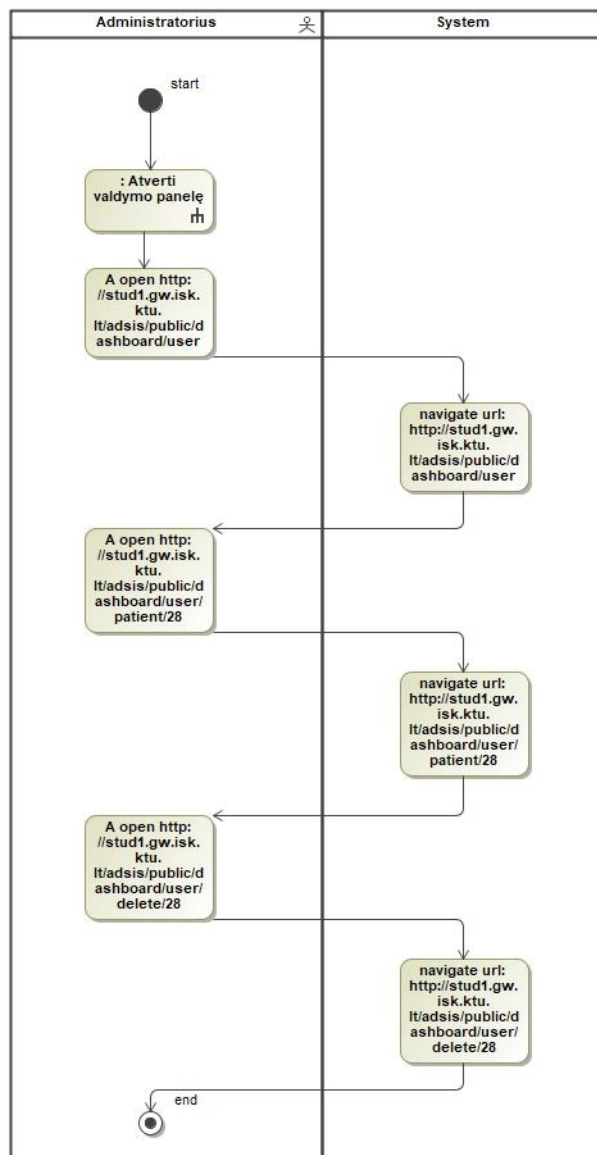 Administratorius
System
start
: Atverti
valdymo panelę
A open http:
//stud1.gw.isk.
ktu.
lt/adsis/public/d
ashboard/user
navigate url:
http://stud1.gw.
isk.ktu.
lt/adsis/public/d
ashboard/user
A open http:
//stud1.gw.isk.
ktu.
lt/adsis/public/d
ashboard/user/
patient/28
navigate url:
http://stud1.gw.
isk.ktu.
lt/adsis/public/d
ashboard/user/
patient/28
A open http:
//stud1.gw.isk.
ktu.
lt/adsis/public/d
ashboard/user/
delete/28
navigate url:
http://stud1.gw.
isk.ktu.
lt/adsis/public/d
ashboard/user/
delete/28
end